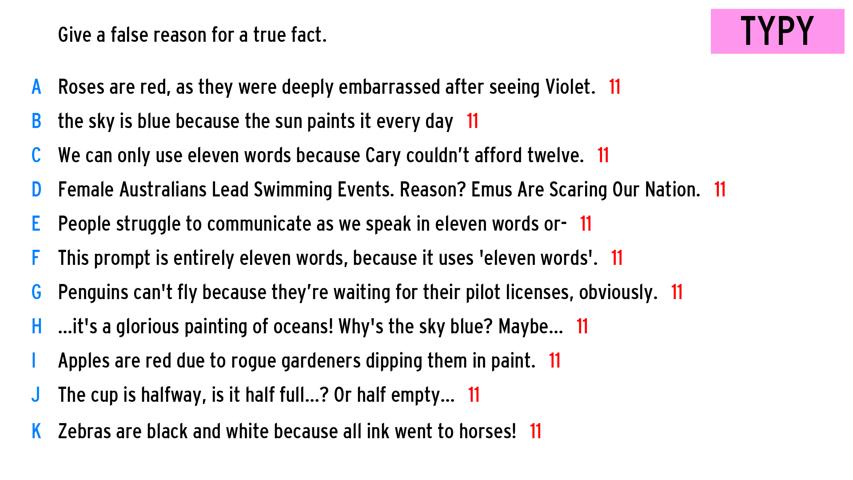 Give a false reason for a true fact.
TYPY
A Roses are red, as they were deeply embarrassed after seeing Violet. 11
B the sky is blue because the sun paints it every day 11
C We can only use eleven words because Cary couldn’t afford twelve. 11
D Female Australians Lead Swimming Events. Reason? Emus Are Scaring Our Nation. 11
E People struggle to communicate as we speak in eleven words or- 11
F This prompt is entirely eleven words, because it uses 'eleven words'. 11
G Penguins can't fly because they’re waiting for their pilot licenses, obviously. 11
H ...it's a glorious painting of oceans! Why's the sky blue? Maybe... 11
I Apples are red due to rogue gardeners dipping them in paint. 11
J The cup is halfway, is it half full...? Or half empty... 11
K Zebras are black and white because all ink went to horses! 11